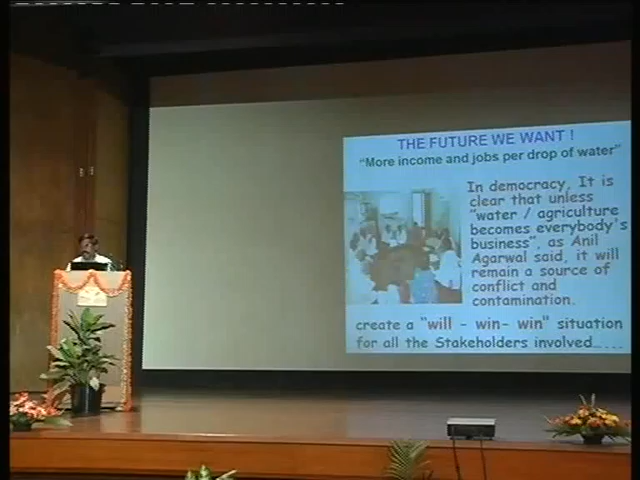 THE FUTURE WE WANT !
"More income and jobs per drop of water"
In democracy, It is
clear that unless
"water / agriculture
becomes everybody's
business", as Anil
Agarwal said, it will
remain a source of
conflict and
contamination.
create a "will - win- win" situation
for all the Stakeholders involved......